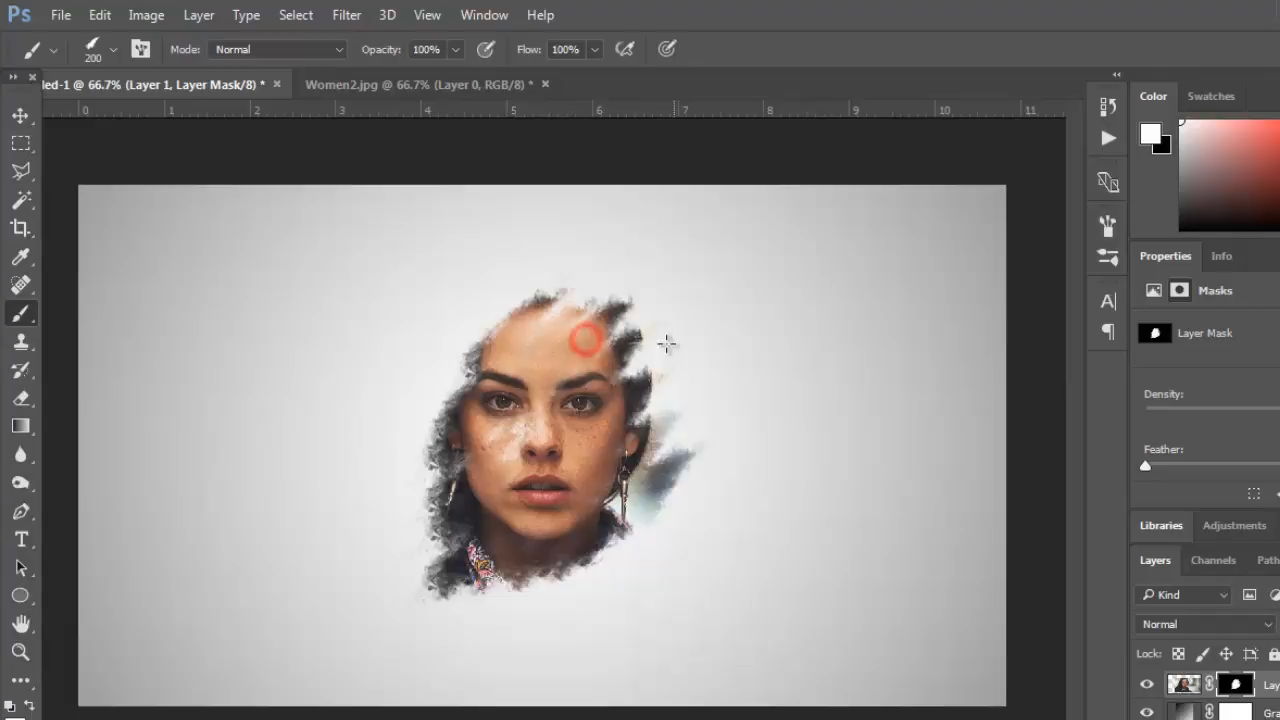 Ps File Edit Image Layer Type Select Filter 3D View Window Help
200 Mode: Normal Opacity: 100% Flow: 100%
led-1 @ 66.7% (Layer 1, Layer Mask/8) * × Women2.jpg @ 66.7% (Layer 0, RGB/8) * ×
0 1 2 3 4 5 6 7 8 9 10 11
Color Swatches
Properties Info
Masks
Layer Mask
Density:
Feather:
Libraries Adjustments
Layers Channels Path
Kind
Normal
Lock:
Lay
Gra